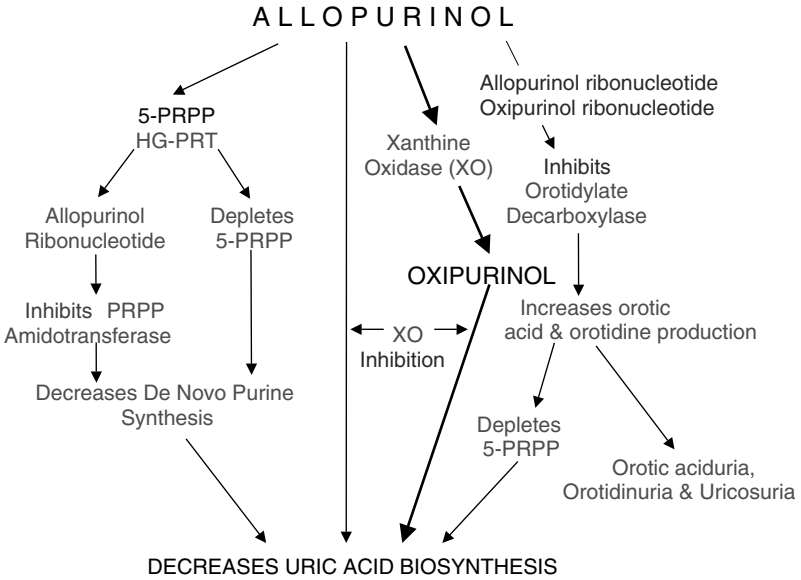 ALLOPURINOL
Allopurinol ribonucleotide
Oxipurinol ribonucleotide
5-PRPP
HG-PRT
Xanthine
Oxidase (XO)
Inhibits
Orotidylate
Decarboxylase
Allopurinol
Ribonucleotide
Depletes
5-PRPP
OXIPURINOL
Inhibits PRPP
Amidotransferase
Increases orotic
acid & orotidine production
XO
Inhibition
Decreases De Novo Purine
Synthesis
Depletes
5-PRPP
Orotic aciduria,
Orotidinuria & Uricosuria
DECREASES URIC ACID BIOSYNTHESIS